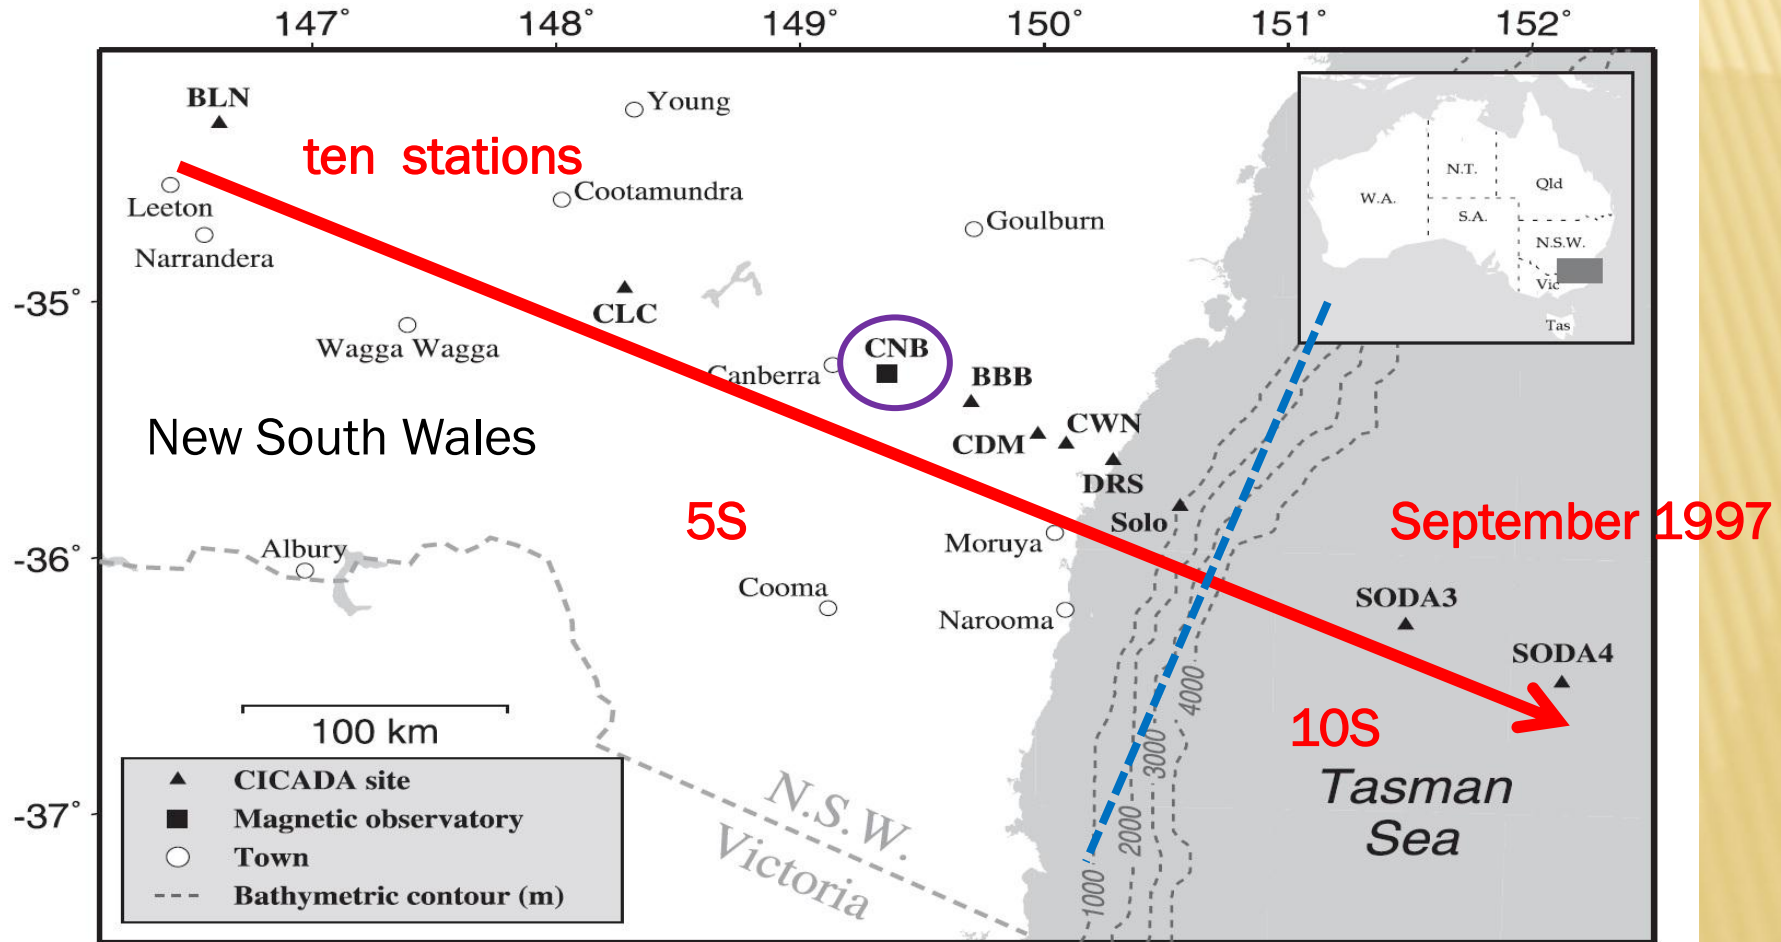 147° 148° 149° 150° 151° 152°
BLN
Young
ten stations
Cootamundra
Leeton
Narrandera
Goulburn
W.A.
N.T.
S.A.
Qld
N.S.W.
Vic
Tas
-35°
CLC
Wagga Wagga
CNB
Canberra
BBB
New South Wales
CDM
CWN
DRS
Solo
5S
September 1997
Moruya
-36°
Albury
Cooma
Narooma
SODA3
SODA4
4000
3000
2000
1000
10S
100 km
Tasman
Sea
N.S.W.
Victoria
-37°
CICADA site
Magnetic observatory
Town
Bathymetric contour (m)